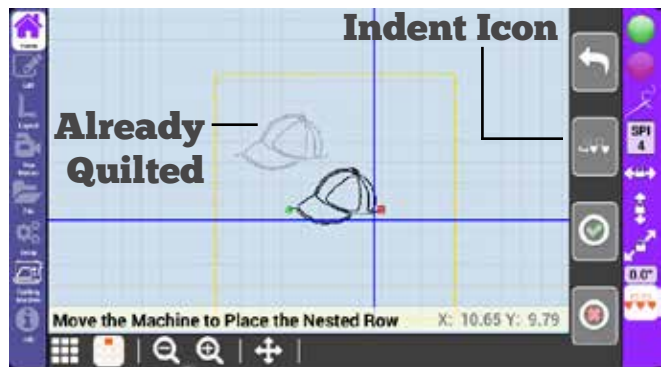 Indent Icon
Already
Quilted
SPI
4
0.0°
Move the Machine to Place the Nested Row
X: 10.65 Y: 9.79